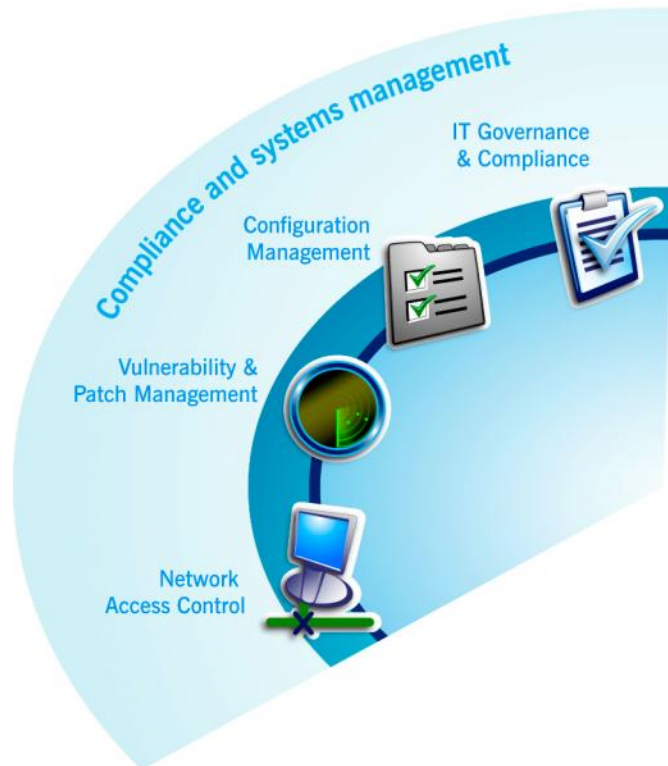 Compliance and systems management
IT Governance
& Compliance
Configuration
Management
Vulnerability &
Patch Management
Network
Access Control